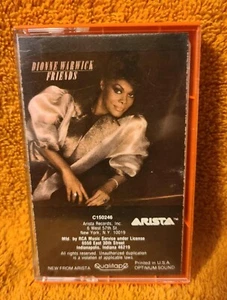 DIONNE WARWICK
FRIENDS
C150246
Arista Records, Inc.
6 West 57th St.
New York, N.Y. 10019
ARISTA™
Mfd. by RCA Music Service under License
6550 East 30th Street
Indianapolis, Indiana 46219
All rights reserved. Unauthorized duplication
is a violation of applicable laws.
NEW FROM ARISTA
Qualitape
Printed in U.S.A.
OPTIMUM SOUND